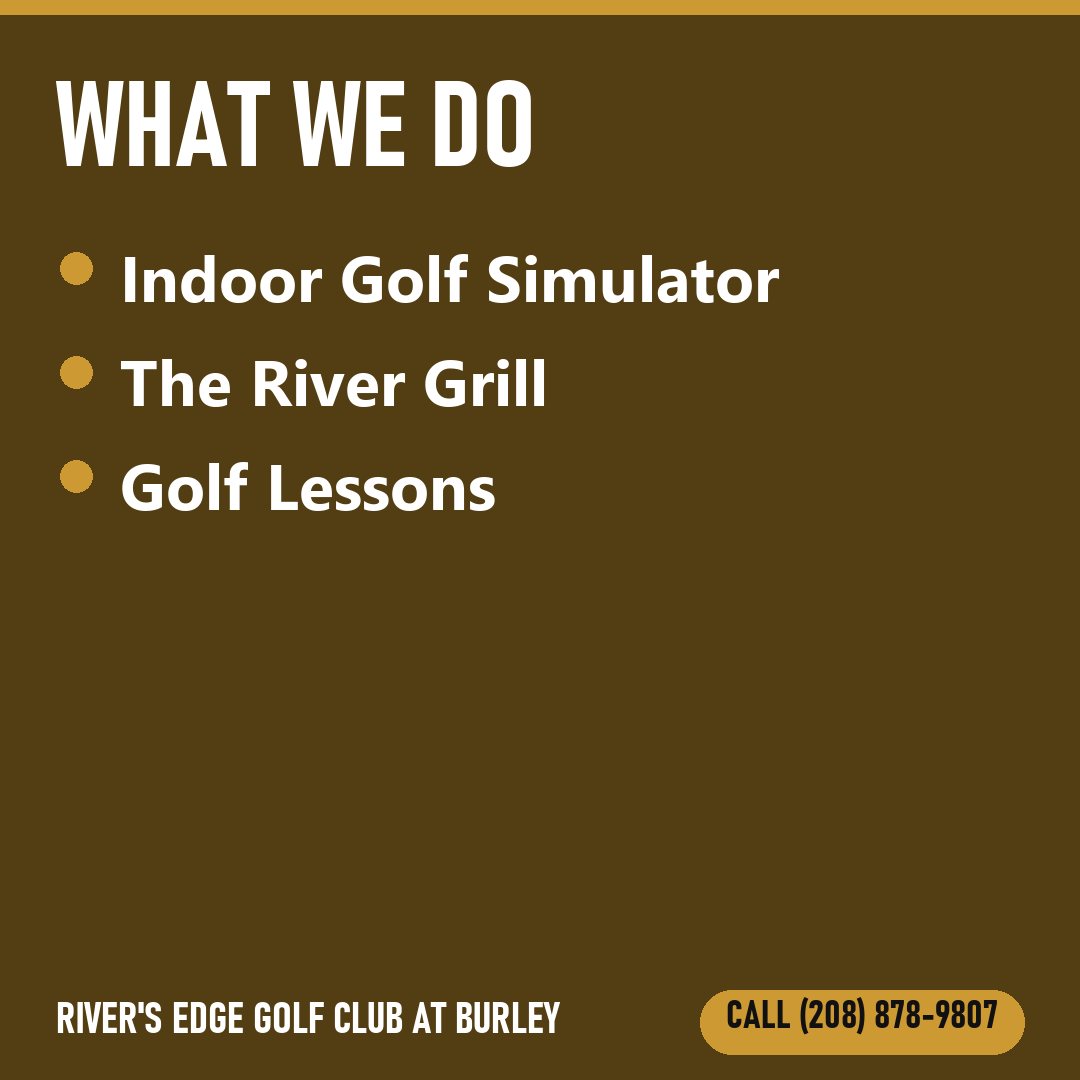 WHAT WE DO
Indoor Golf Simulator
The River Grill
Golf Lessons
RIVER'S EDGE GOLF CLUB AT BURLEY
CALL (208) 878-9807